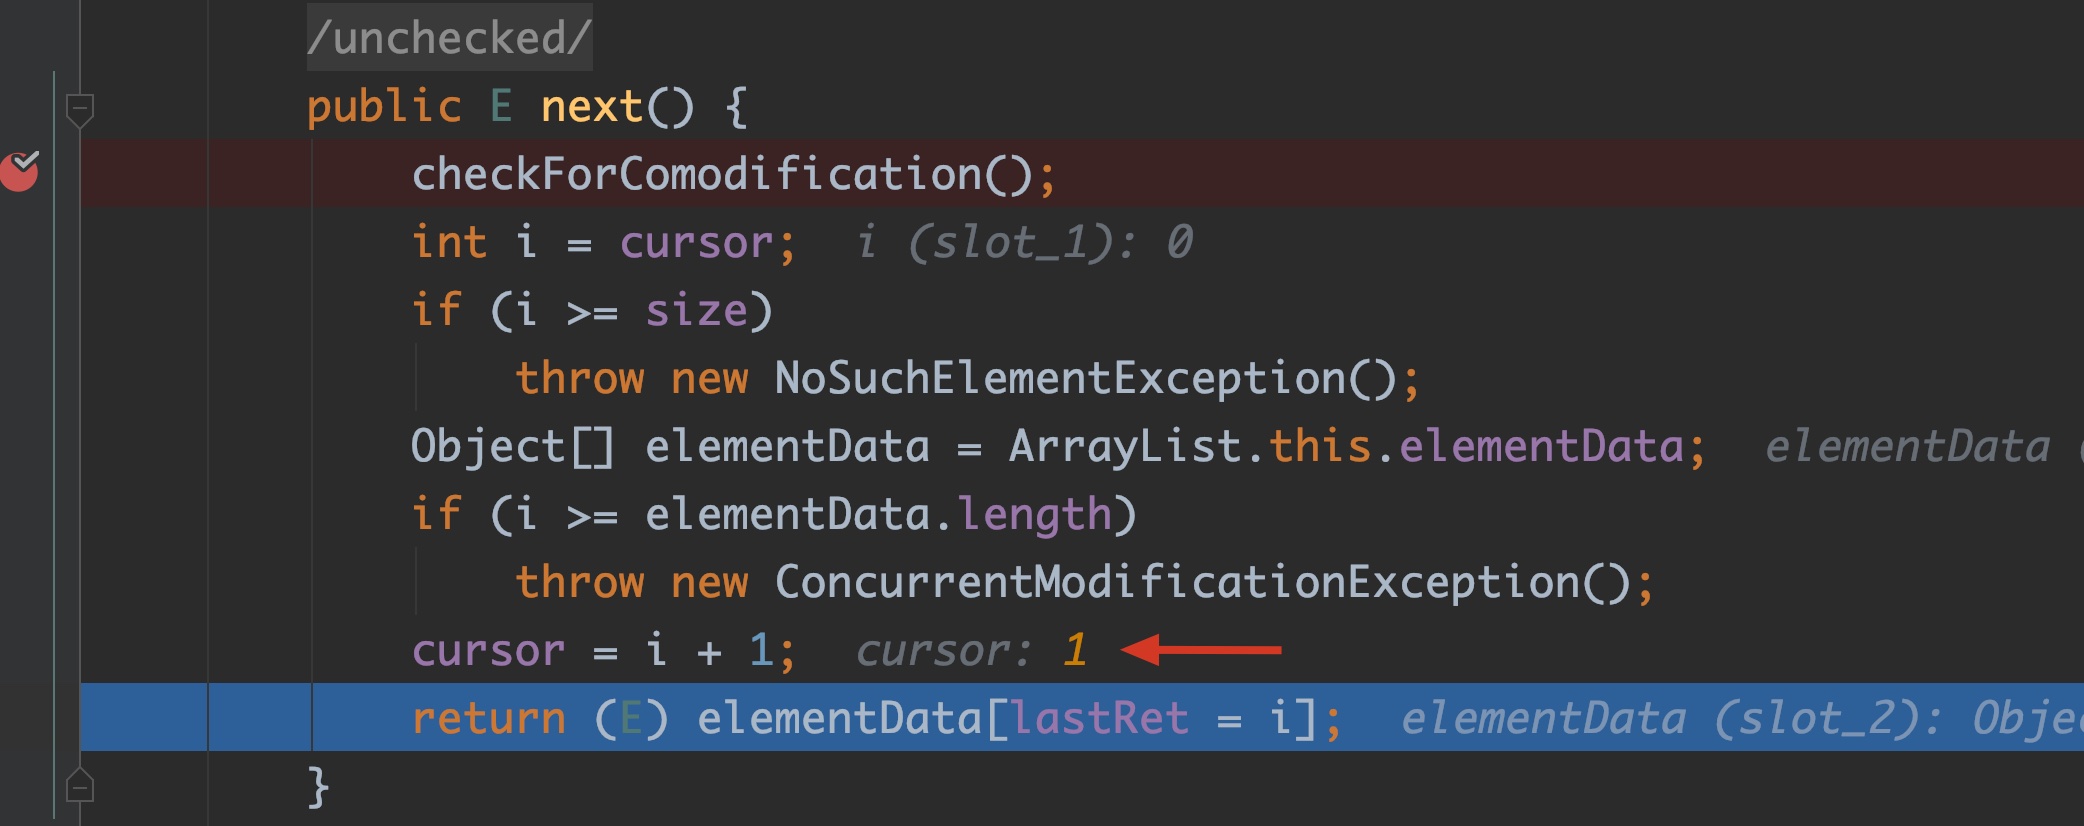 /unchecked/
public E next() {
checkForComodification();
int i = cursor; i (slot_1): 0
if (i >= size)
throw new NoSuchElementException();
Object[] elementData = ArrayList.this.elementData; elementData (
if (i >= elementData.length)
throw new ConcurrentModificationException();
cursor = i + 1; cursor: 1
return (E) elementData[lastRet = i]; elementData (slot_2): Objec
}